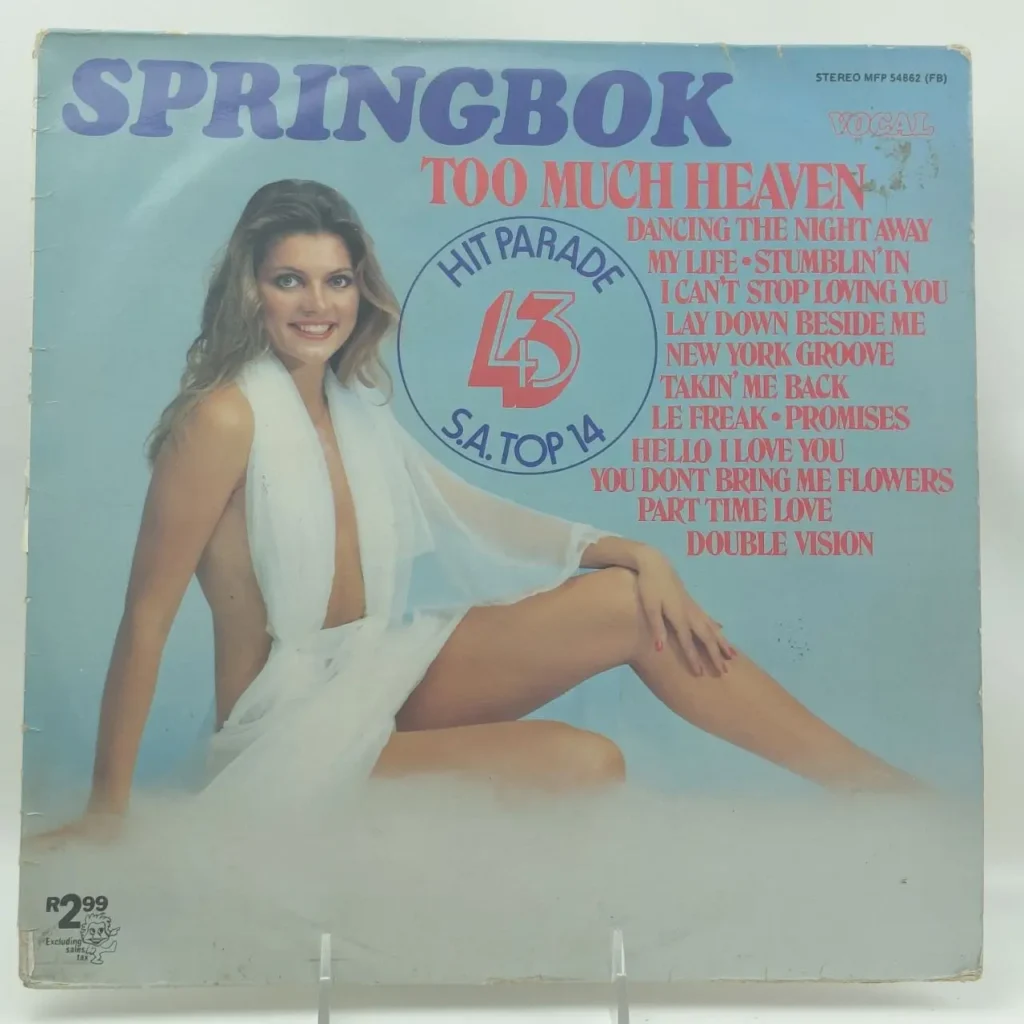 SPRINGBOK
STEREO MFP 54862 (FB)
VOCAL
TOO MUCH HEAVEN
DANCING THE NIGHT AWAY
MY LIFE • STUMBLIN' IN
I CAN'T STOP LOVING YOU
LAY DOWN BESIDE ME
NEW YORK GROOVE
TAKIN' ME BACK
LE FREAK • PROMISES
HELLO I LOVE YOU
YOU DONT BRING ME FLOWERS
PART TIME LOVE
DOUBLE VISION
HIT PARADE
43
S.A. TOP 14
R299
Excluding
sales
tax